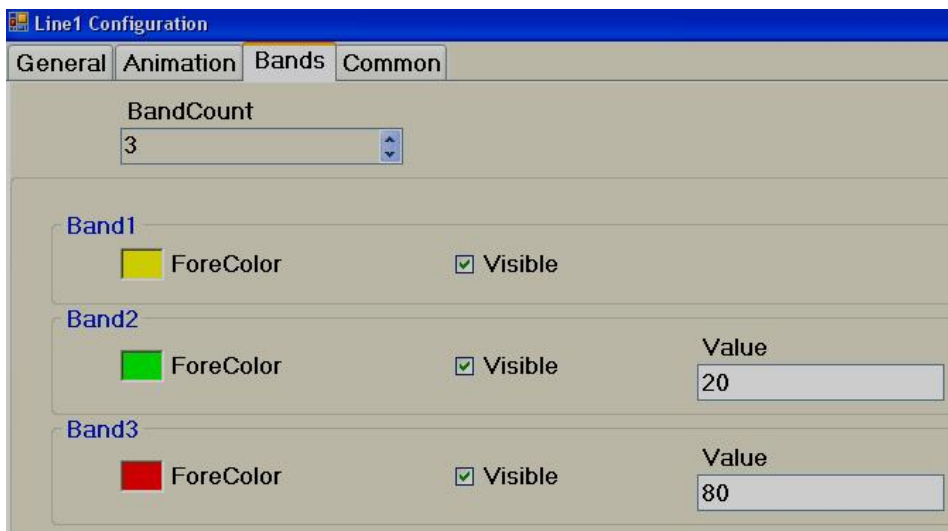 Line1 Configuration
General Animation Bands Common
BandCount
3
Band1
ForeColor Visible
Band2
ForeColor Visible Value
20
Band3
ForeColor Visible Value
80